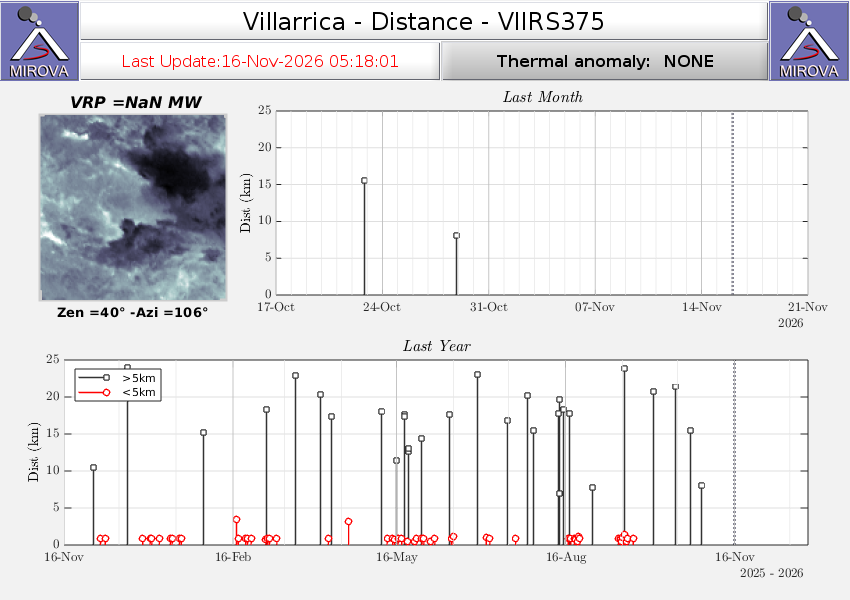 Villarrica - Distance - VIIRS375
MIROVA
Last Update:16-Nov-2026 05:18:01
Thermal anomaly: NONE
MIROVA
VRP =NaN MW
Zen =40° -Azi =106°
Last Month
Dist (km)
25
20
15
10
5
0
17-Oct 24-Oct 31-Oct 07-Nov 14-Nov 21-Nov
2026
Last Year
Dist (km)
25
20
15
10
5
0
>5km
<5km
16-Nov 16-Feb 16-May 16-Aug 16-Nov
2025 - 2026